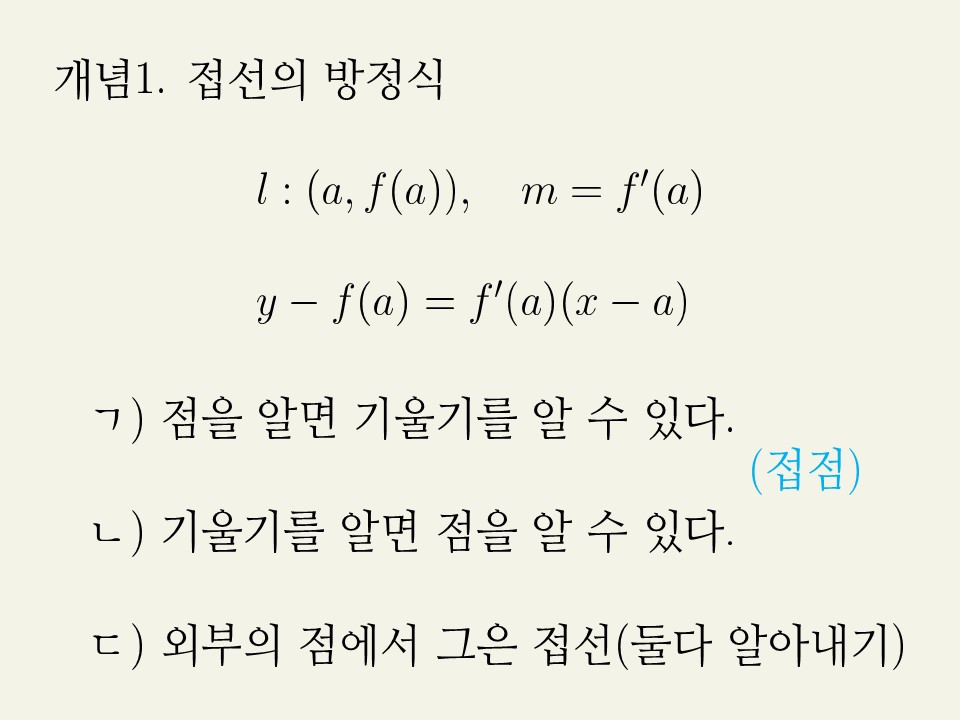 개념1. 접선의 방정식
l : (a, f(a)), m = f′(a)
y − f(a) = f′(a)(x − a)
ㄱ) 점을 알면 기울기를 알 수 있다.
(접점)
ㄴ) 기울기를 알면 점을 알 수 있다.
ㄷ) 외부의 점에서 그은 접선(둘다 알아내기)